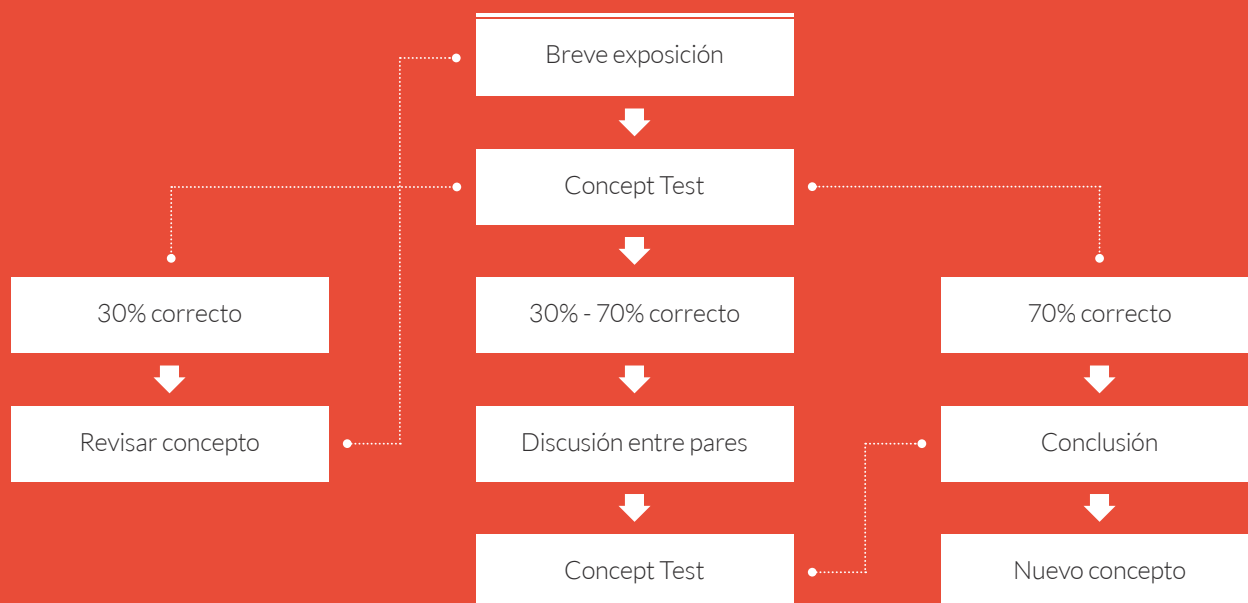 Breve exposición
Concept Test
30% correcto
30% - 70% correcto
70% correcto
Revisar concepto
Discusión entre pares
Conclusión
Concept Test
Nuevo concepto